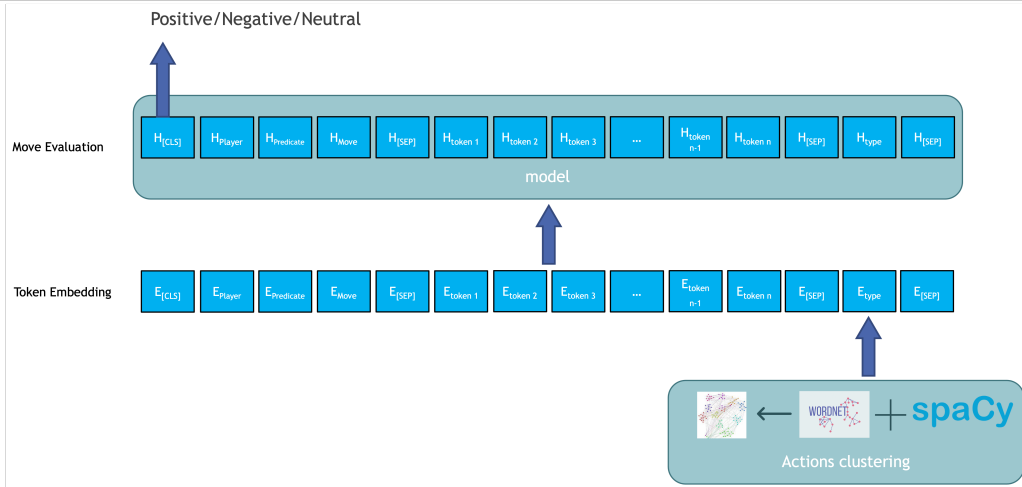 Positive/Negative/Neutral
Move Evaluation
H[CLS] HPlayer HPredicate HMove H[SEP] Htoken 1 Htoken 2 Htoken 3 ... Htoken n-1 Htoken n H[SEP] Htype H[SEP]
model
Token Embedding
E[CLS] EPlayer EPredicate EMove E[SEP] Etoken 1 Etoken 2 Etoken 3 ... Etoken n-1 Etoken n E[SEP] Etype E[SEP]
WORDNET
spaCy
Actions clustering